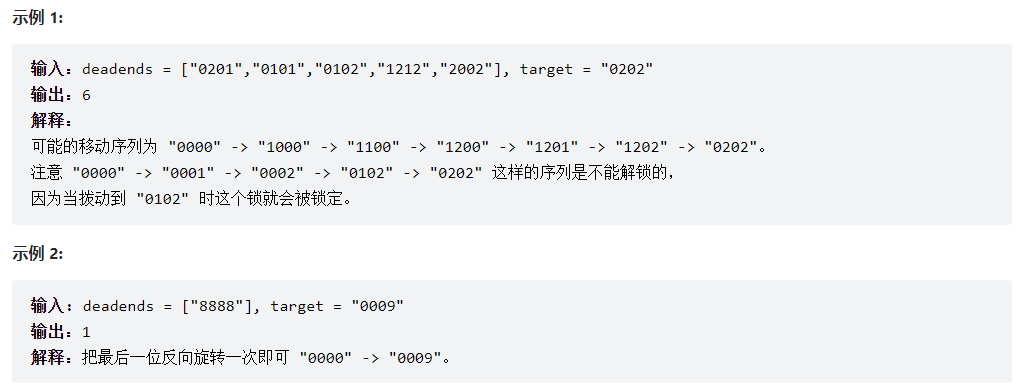 示例 1:
输入：deadends = ["0201","0101","0102","1212","2002"], target = "0202"
输出：6
解释：
可能的移动序列为 "0000" -> "1000" -> "1100" -> "1200" -> "1201" -> "1202" -> "0202"。
注意 "0000" -> "0001" -> "0002" -> "0102" -> "0202" 这样的序列是不能解锁的，
因为当拨动到 "0102" 时这个锁就会被锁定。
示例 2:
输入: deadends = ["8888"], target = "0009"
输出：1
解释：把最后一位反向旋转一次即可 "0000" -> "0009"。